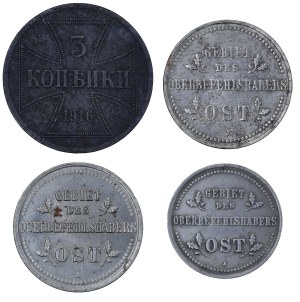 3
КОПѢЙКИ
1916
GEBIET
DES
OBERBEFEHLSHABERS
OST
GEBIET
DES
OBERBEFEHLSHABERS
OST
A
GEBIET
DES
OBERBEFEHLSHABERS
OST
A